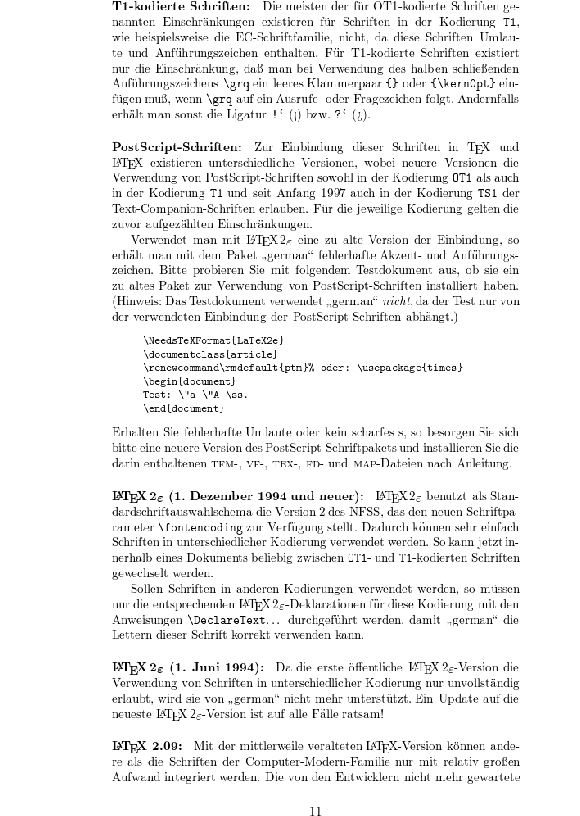 T1-kodierte Schriften: Die meisten der für OT1-kodierte Schriften ge-
nannten Einschränkungen existieren für Schriften in der Kodierung T1,
wie beispielsweise die EC-Schriftfamilie, nicht, da diese Schriften Umlau-
te und Anführungszeichen enthalten. Für T1-kodierte Schriften existiert
nur die Einschränkung, daß man bei Verwendung des halben schließenden
Anführungszeichens \grq ein leeres Klammerpaar {} oder {\kern0pt} ein-
fügen muß, wenn \grq auf ein Ausrufe- oder Fragezeichen folgt. Andernfalls
erhält man sonst die Ligatur !‘ (¡) bzw. ?‘ (¿).
PostScript-Schriften: Zur Einbindung dieser Schriften in TEX und
LATEX existieren unterschiedliche Versionen, wobei neuere Versionen die
Verwendung von PostScript-Schriften sowohl in der Kodierung OT1 als auch
in der Kodierung T1 und seit Anfang 1997 auch in der Kodierung TS1 der
Text-Companion-Schriften erlauben. Für die jeweilige Kodierung gelten die
zuvor aufgezählten Einschränkungen.
Verwendet man mit LATEX 2ε eine zu alte Version der Einbindung, so
erhält man mit dem Paket „german“ fehlerhafte Akzent- und Anführungs-
zeichen. Bitte probieren Sie mit folgendem Testdokument aus, ob sie ein
zu altes Paket zur Verwendung von PostScript-Schriften installiert haben.
(Hinweis: Das Testdokument verwendet „german“ nicht, da der Test nur von
der verwendeten Einbindung der PostScript-Schriften abhängt.)
\NeedsTeXFormat{LaTeX2e}
\documentclass{article}
\renewcommand\rmdefault{ptm}% oder: \usepackage{times}
\begin{document}
Test: \"a \"A \ss.
\end{document}
Erhalten Sie fehlerhafte Umlaute oder kein scharfes s, so besorgen Sie sich
bitte eine neuere Version des PostScript-Schriftpakets und installieren Sie die
darin enthaltenen TFM-, VF-, TEX-, FD- und MAP-Dateien nach Anleitung.
LATEX 2ε (1. Dezember 1994 und neuer): LATEX 2ε benutzt als Stan-
dardschriftauswahlschema die Version 2 des NFSS, das den neuen Schriftpa-
rameter \fontencoding zur Verfügung stellt. Dadurch können sehr einfach
Schriften in unterschiedlicher Kodierung verwendet werden. So kann jetzt in-
nerhalb eines Dokuments beliebig zwischen OT1- und T1-kodierten Schriften
gewechselt werden.
Sollen Schriften in anderen Kodierungen verwendet werden, so müssen
nur die entsprechenden LATEX 2ε-Deklarationen für diese Kodierung mit den
Anweisungen \DeclareText... durchgeführt werden, damit „german“ die
Lettern dieser Schrift korrekt verwenden kann.
LATEX 2ε (1. Juni 1994): Da die erste öffentliche LATEX 2ε-Version die
Verwendung von Schriften in unterschiedlicher Kodierung nur unvollständig
erlaubt, wird sie von „german“ nicht mehr unterstützt. Ein Update auf die
neueste LATEX 2ε-Version ist auf alle Fälle ratsam!
LATEX 2.09: Mit der mittlerweile veralteten LATEX-Version können ande-
re als die Schriften der Computer-Modern-Familie nur mit relativ großen
Aufwand integriert werden. Die von den Entwicklern nicht mehr gewartete
11